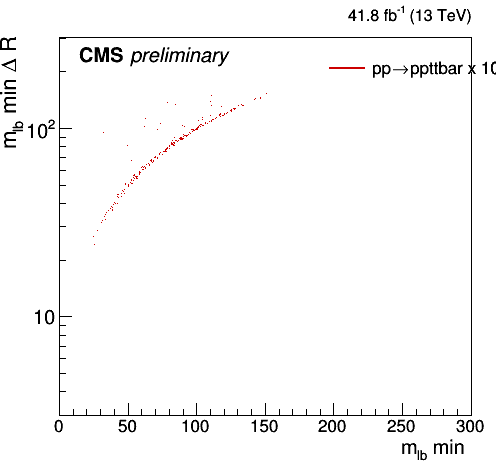 41.8 fb⁻¹ (13 TeV)
CMS preliminary
pp→ppttbar x 10
m_lb min Δ R
10²
10
0 50 100 150 200 250 300
m_lb min